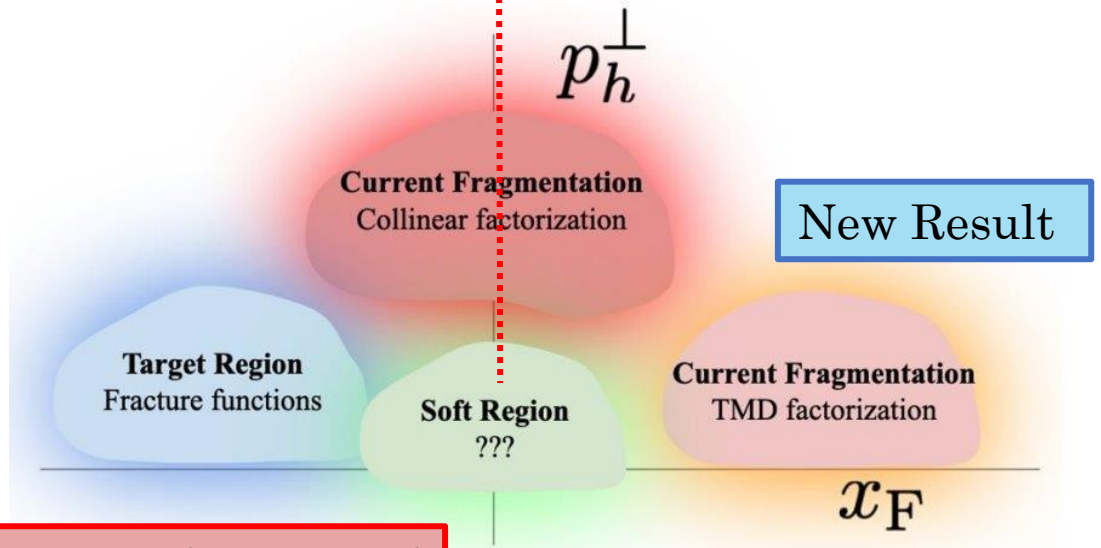 p_h^⊥
Current Fragmentation
Collinear factorization
New Result
Target Region
Fracture functions
Soft Region
???
Current Fragmentation
TMD factorization
x_F